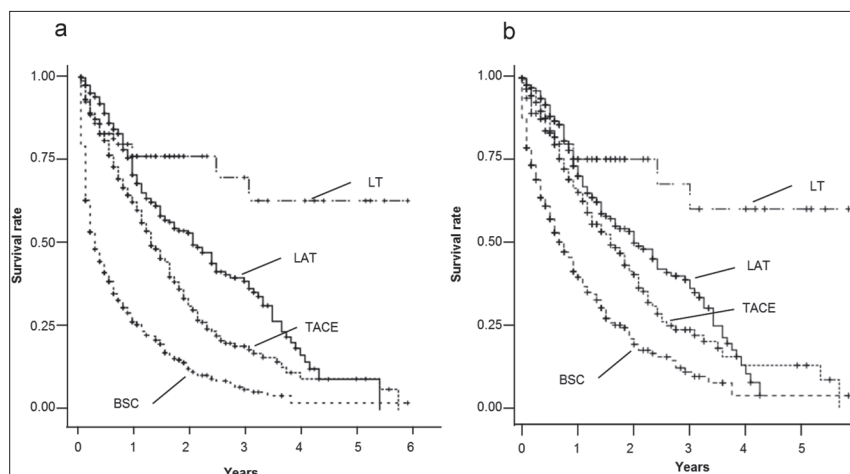 a
Survival rate
1.00
0.75
0.50
0.25
0.00
LT
LAT
TACE
BSC
0 1 2 3 4 5 6
Years
b
Survival rate
1.00
0.75
0.50
0.25
0.00
LT
LAT
TACE
BSC
0 1 2 3 4 5
Years